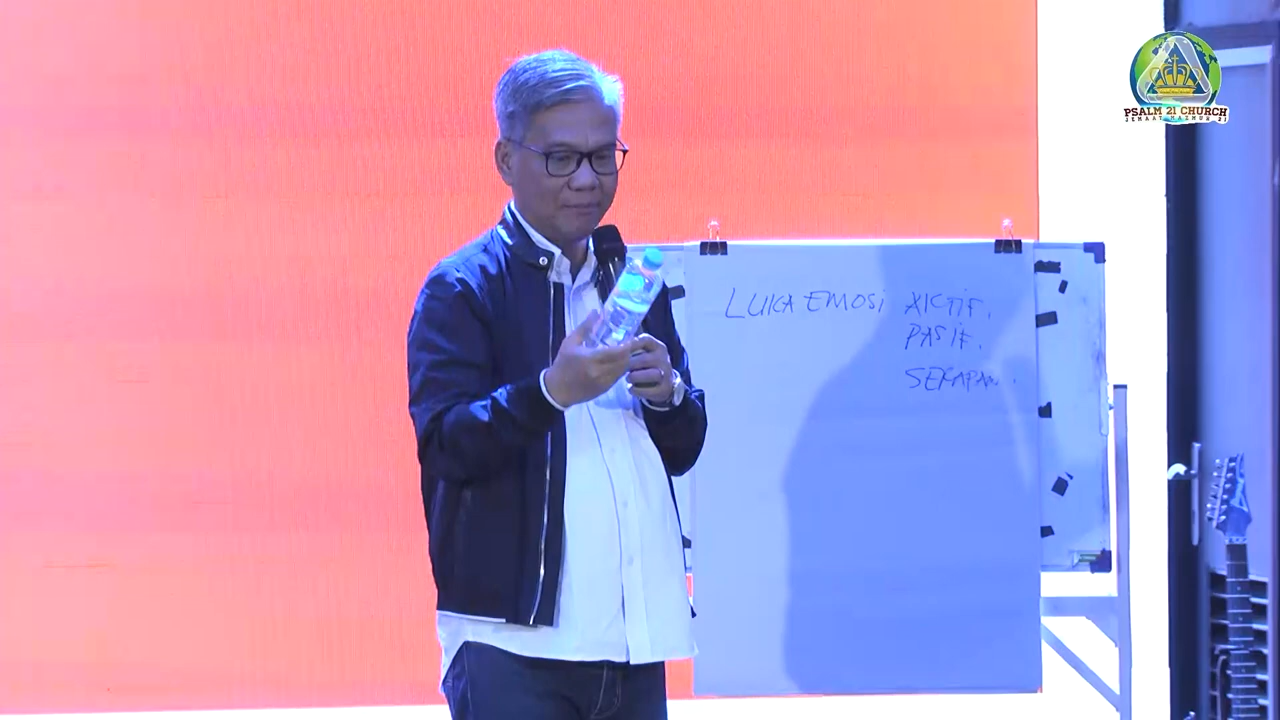 PSALM 21 CHURCH
JEMAAT MAZMUR 21
LUKA EMOSI AKTIF.
PASIF.
SERAPAN.